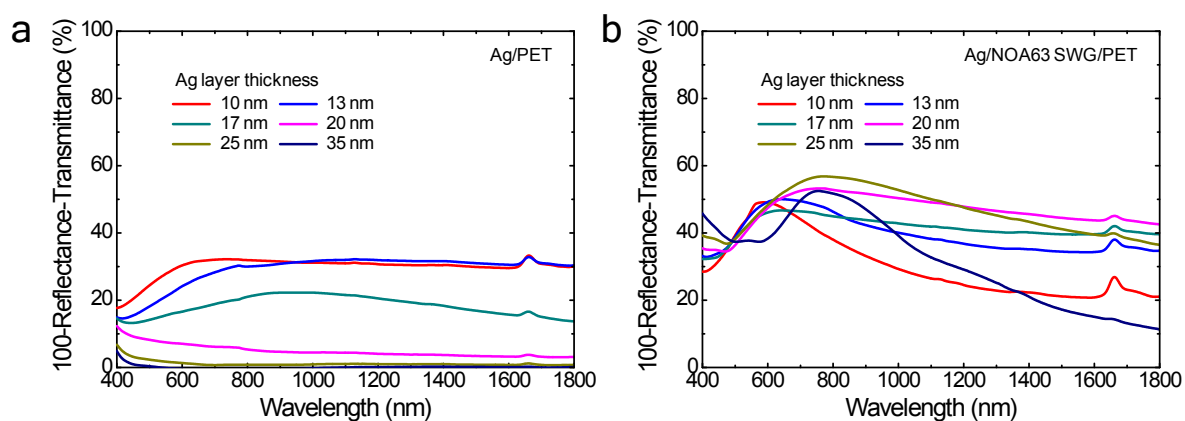 a
100-Reflectance-Transmittance (%)
100
80
60
40
20
0
Ag/PET
Ag layer thickness
10 nm 13 nm
17 nm 20 nm
25 nm 35 nm
400 600 800 1000 1200 1400 1600 1800
Wavelength (nm)
b
100-Reflectance-Transmittance (%)
100
80
60
40
20
0
Ag/NOA63 SWG/PET
Ag layer thickness
10 nm 13 nm
17 nm 20 nm
25 nm 35 nm
400 600 800 1000 1200 1400 1600 1800
Wavelength (nm)